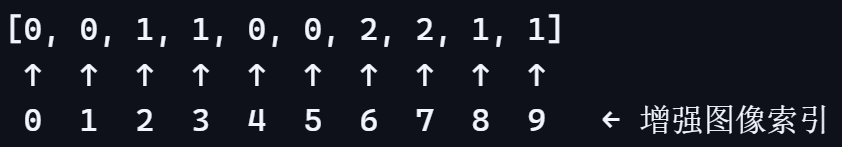 [0, 0, 1, 1, 0, 0, 2, 2, 1, 1]
↑ ↑ ↑ ↑ ↑ ↑ ↑ ↑ ↑ ↑
0 1 2 3 4 5 6 7 8 9 ← 增强图像索引